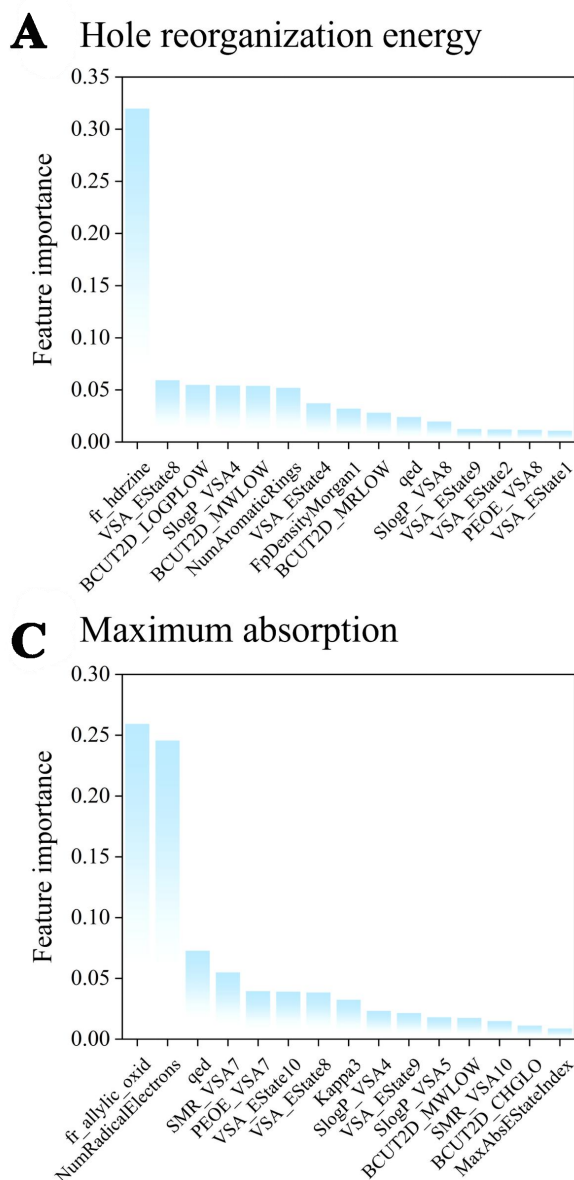 A Hole reorganization energy
0.35
0.30
0.25
0.20
0.15
0.10
0.05
0.00
Feature importance
fr_hdrzine
VSA_EState8
BCUT2D_LOGPLOW
SlogP_VSA4
BCUT2D_MWLOW
NumAromaticRings
VSA_EState4
FpDensityMorgan1
BCUT2D_MRLOW
qed
SlogP_VSA8
VSA_EState9
VSA_EState2
PEOE_VSA8
VSA_EState1
C Maximum absorption
0.30
0.25
0.20
0.15
0.10
0.05
0.00
Feature importance
fr_allylic_oxid
NumRadicalElectrons
qed
SMR_VSA7
PEOE_VSA7
VSA_EState10
VSA_EState8
Kappa3
SlogP_VSA4
VSA_EState9
SlogP_VSA5
BCUT2D_MWLOW
SMR_VSA10
BCUT2D_CHGLO
MaxAbsEStateIndex